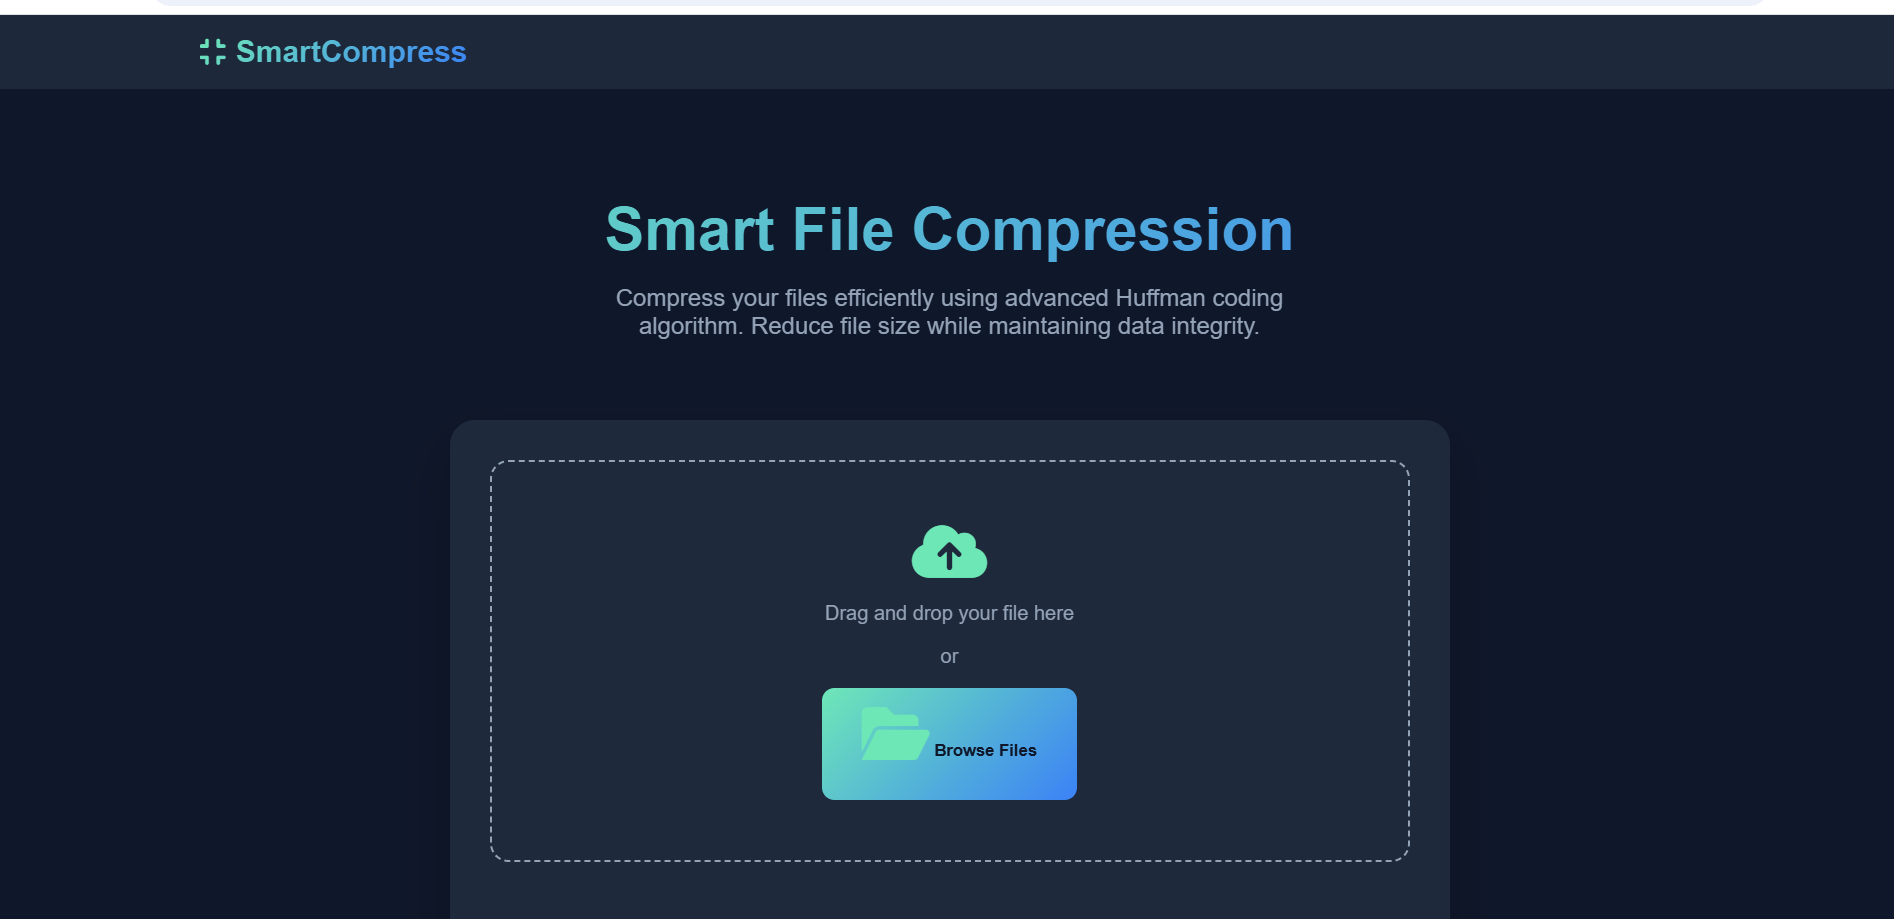 SmartCompress
Smart File Compression
Compress your files efficiently using advanced Huffman coding
algorithm. Reduce file size while maintaining data integrity.
Drag and drop your file here
or
Browse Files